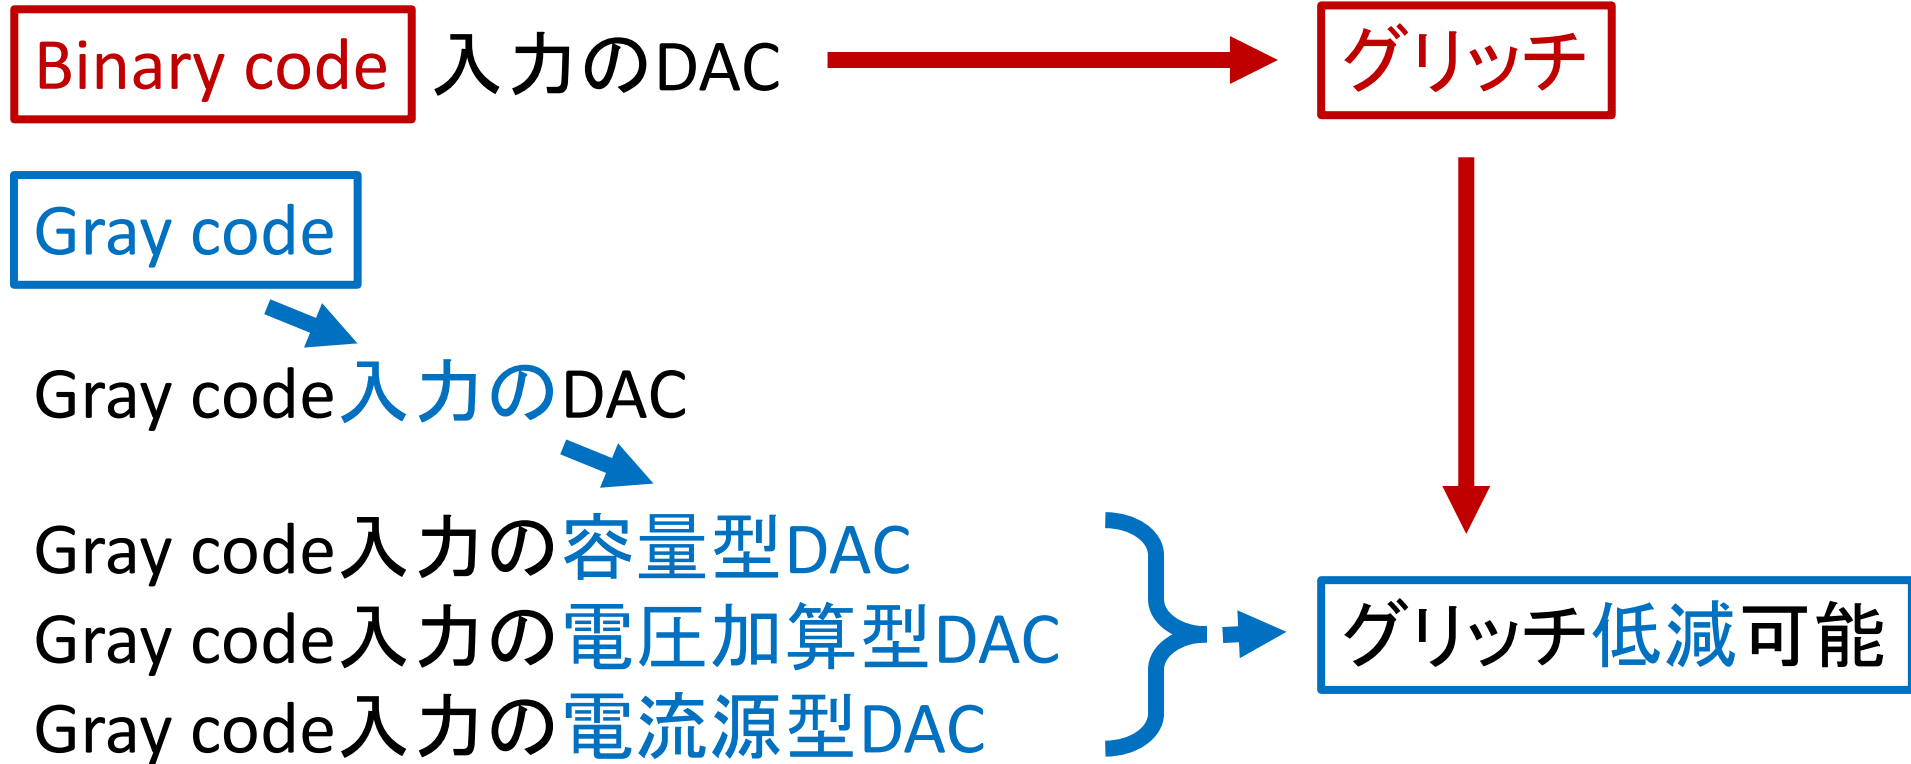 Binary code 入力のDAC
グリッチ
Gray code
Gray code入力のDAC
Gray code入力の容量型DAC
Gray code入力の電圧加算型DAC
Gray code入力の電流源型DAC
グリッチ低減可能